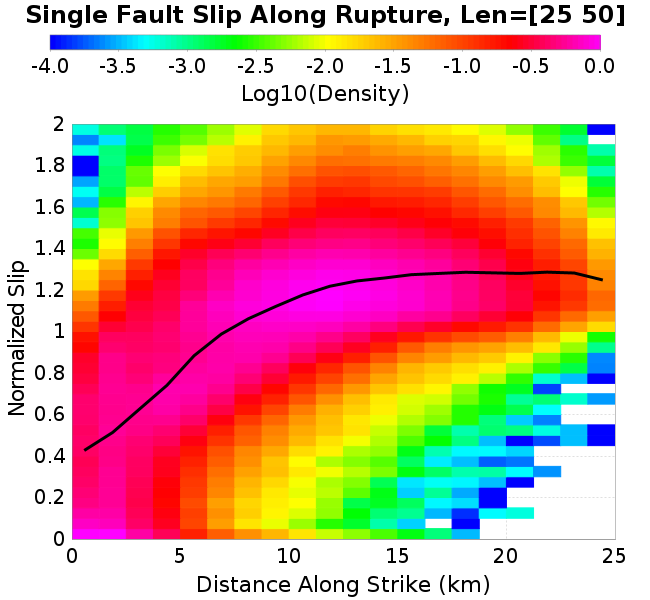 Single Fault Slip Along Rupture, Len=[25 50]
-4.0 -3.5 -3.0 -2.5 -2.0 -1.5 -1.0 -0.5 0.0
Log10(Density)
2
1.8
1.6
1.4
1.2
1
0.8
0.6
0.4
0.2
0
Normalized Slip
0 5 10 15 20 25
Distance Along Strike (km)